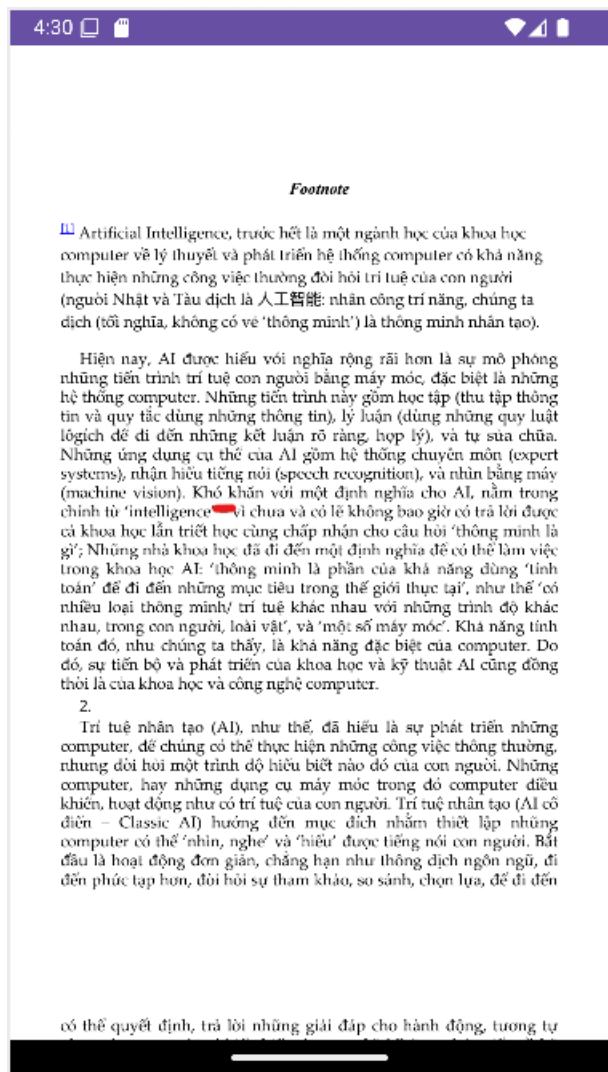 4:30
Footnote
[1] Artificial Intelligence, trước hết là một ngành học của khoa học
computer về lý thuyết và phát triển hệ thống computer có khả năng
thực hiện những công việc thường đòi hỏi trí tuệ của con người
(người Nhật và Tàu dịch là 人工智能: nhân công trí năng, chúng ta
dịch (tối nghĩa, không có vẻ ‘thông minh’) là thông minh nhân tạo).
Hiện nay, AI được hiểu với nghĩa rộng rãi hơn là sự mô phỏng
những tiến trình trí tuệ con người bằng máy móc, đặc biệt là những
hệ thống computer. Những tiến trình này gồm học tập (thu tập thông
tin và quy tắc dùng những thông tin), lý luận (dùng những quy luật
lôgích để đi đến những kết luận rõ ràng, hợp lý), và tự sửa chữa.
Những ứng dụng cụ thể của AI gồm hệ thống chuyên môn (expert
systems), nhận hiểu tiếng nói (speech recognition), và nhìn bằng máy
(machine vision). Khó khăn với một định nghĩa cho AI, nằm trong
chính từ ‘intelligence vì chưa và có lẽ không bao giờ có trả lời được
cả khoa học lẫn triết học cùng chấp nhận cho câu hỏi ‘thông minh là
gì’; Những nhà khoa học đã đi đến một định nghĩa để có thể làm việc
trong khoa học AI: ‘thông minh là phần của khả năng dùng ‘tính
toán’ để đi đến những mục tiêu trong thế giới thực tại’, như thế ‘có
nhiều loại thông minh/ trí tuệ khác nhau với những trình độ khác
nhau, trong con người, loài vật’, và ‘một số máy móc’. Khả năng tính
toán đó, như chúng ta thấy, là khả năng đặc biệt của computer. Do
đó, sự tiến bộ và phát triển của khoa học và kỹ thuật AI cũng đồng
thời là của khoa học và công nghệ computer.
2.
Trí tuệ nhân tạo (AI), như thế, đã hiểu là sự phát triển những
computer, để chúng có thể thực hiện những công việc thông thường,
nhưng đòi hỏi một trình độ hiểu biết nào đó của con người. Những
computer, hay những dụng cụ máy móc trong đó computer điều
khiển, hoạt động như có trí tuệ của con người. Trí tuệ nhân tạo (AI cổ
điển – Classic AI) hướng đến mục đích nhằm thiết lập những
computer có thể ‘nhìn, nghe’ và ‘hiểu’ được tiếng nói con người. Bắt
đầu là hoạt động đơn giản, chẳng hạn như thông dịch ngôn ngữ, đi
đến phức tạp hơn, đòi hỏi sự tham khảo, so sánh, chọn lựa, để đi đến
có thể quyết định, trả lời những giải đáp cho hành động, tương tự